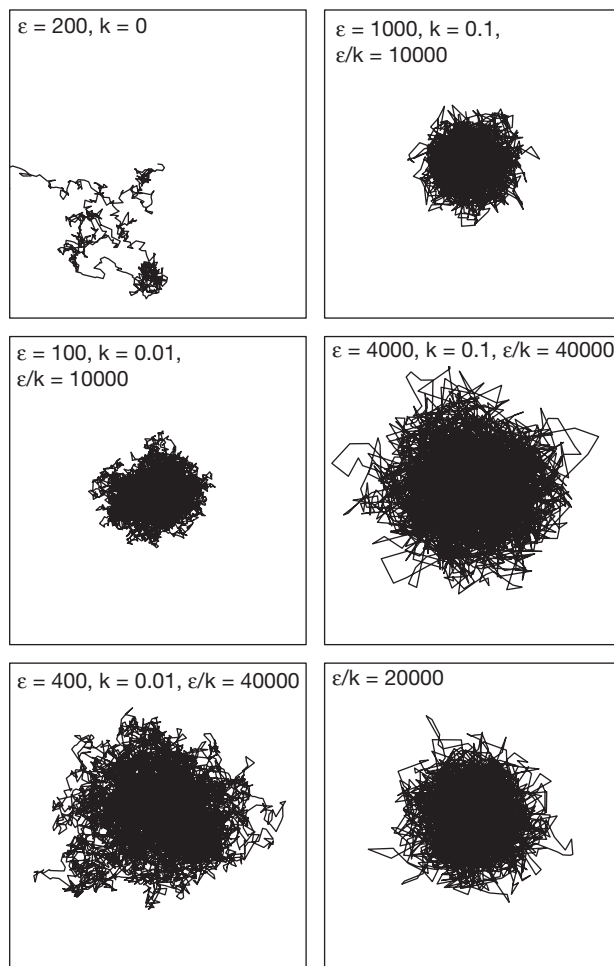 ε = 200, k = 0
ε = 1000, k = 0.1,
ε/k = 10000
ε = 100, k = 0.01,
ε/k = 10000
ε = 4000, k = 0.1, ε/k = 40000
ε = 400, k = 0.01, ε/k = 40000
ε/k = 20000